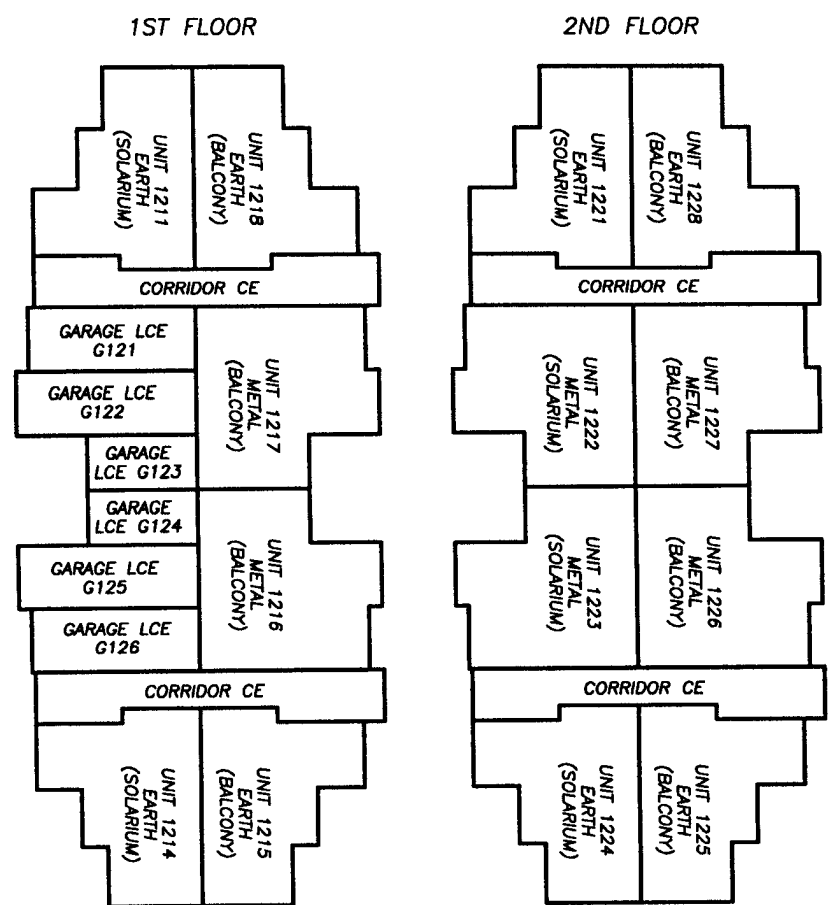 1ST FLOOR
UNIT 1211
EARTH
(SOLARIUM)
UNIT 1218
EARTH
(BALCONY)
CORRIDOR CE
GARAGE LCE
G121
GARAGE LCE
G122
GARAGE
LCE G123
GARAGE
LCE G124
GARAGE LCE
G125
GARAGE LCE
G126
UNIT 1217
METAL
(BALCONY)
UNIT 1216
METAL
(BALCONY)
CORRIDOR CE
UNIT 1214
EARTH
(SOLARIUM)
UNIT 1215
EARTH
(BALCONY)
2ND FLOOR
UNIT 1221
EARTH
(SOLARIUM)
UNIT 1228
EARTH
(BALCONY)
CORRIDOR CE
UNIT 1222
METAL
(SOLARIUM)
UNIT 1227
METAL
(BALCONY)
UNIT 1223
METAL
(SOLARIUM)
UNIT 1226
METAL
(BALCONY)
CORRIDOR CE
UNIT 1224
EARTH
(SOLARIUM)
UNIT 1225
EARTH
(BALCONY)